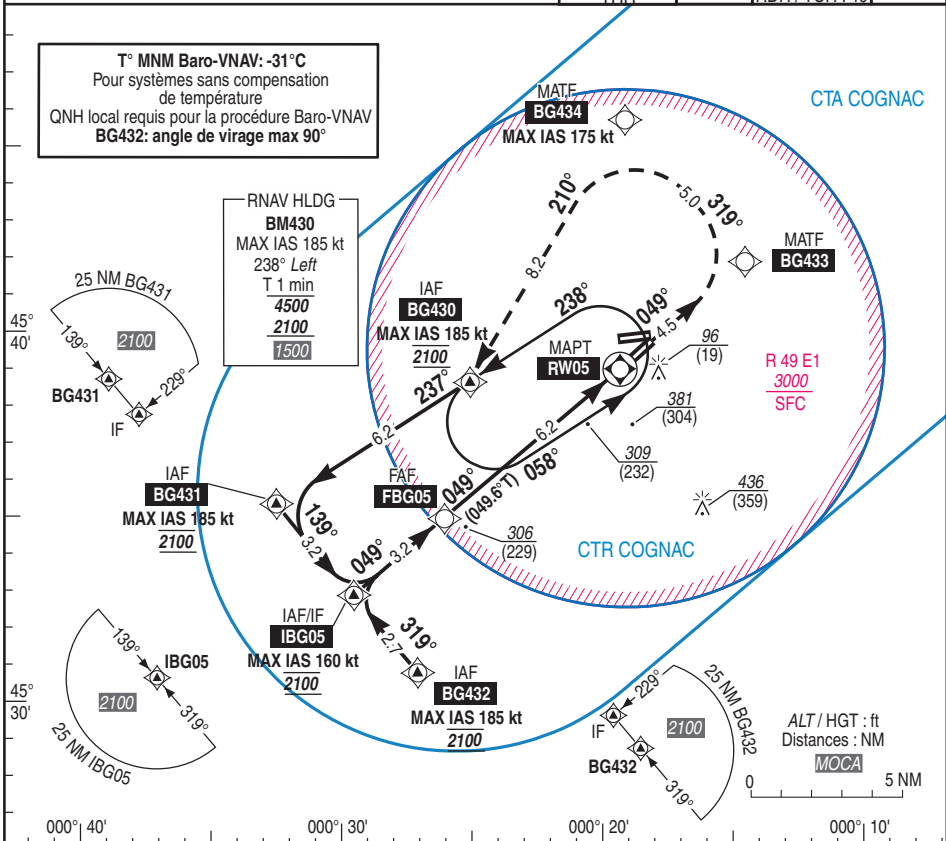 T° MNM Baro-VNAV: -31°C
Pour systèmes sans compensation
de température
QNH local requis pour la procédure Baro-VNAV
BG432: angle de virage max 90°
MATF
BG434
MAX IAS 175 kt
CTA COGNAC
RNAV HLDG
BM430
MAX IAS 185 kt
238° Left
T 1 min
4500
2100
1500
210°
5.0
319°
8.2
MATF
BG433
25 NM BG431
139°
2100
229°
BG431
IF
45°
40'
IAF
BG430
MAX IAS 185 kt
2100
238°
049°
4.5
MAPT
RW05
96
(19)
R 49 E1
3000
SFC
237°
6.2
6.2
381
(304)
309
(232)
058°
IAF
BG431
MAX IAS 185 kt
2100
FAF
FBG05
049°
(049.6°T)
436
(359)
139°
3.2
049°
3.2
306
(229)
CTR COGNAC
IAF/IF
IBG05
MAX IAS 160 kt
2100
319°
2.7
IAF
BG432
MAX IAS 185 kt
2100
139°
IBG05
2100
319°
25 NM IBG05
45°
30'
229°
25 NM BG432
IF
2100
BG432
319°
ALT / HGT : ft
Distances : NM
MOCA
0
5 NM
000° 40'
000° 30'
000° 20'
000° 10'